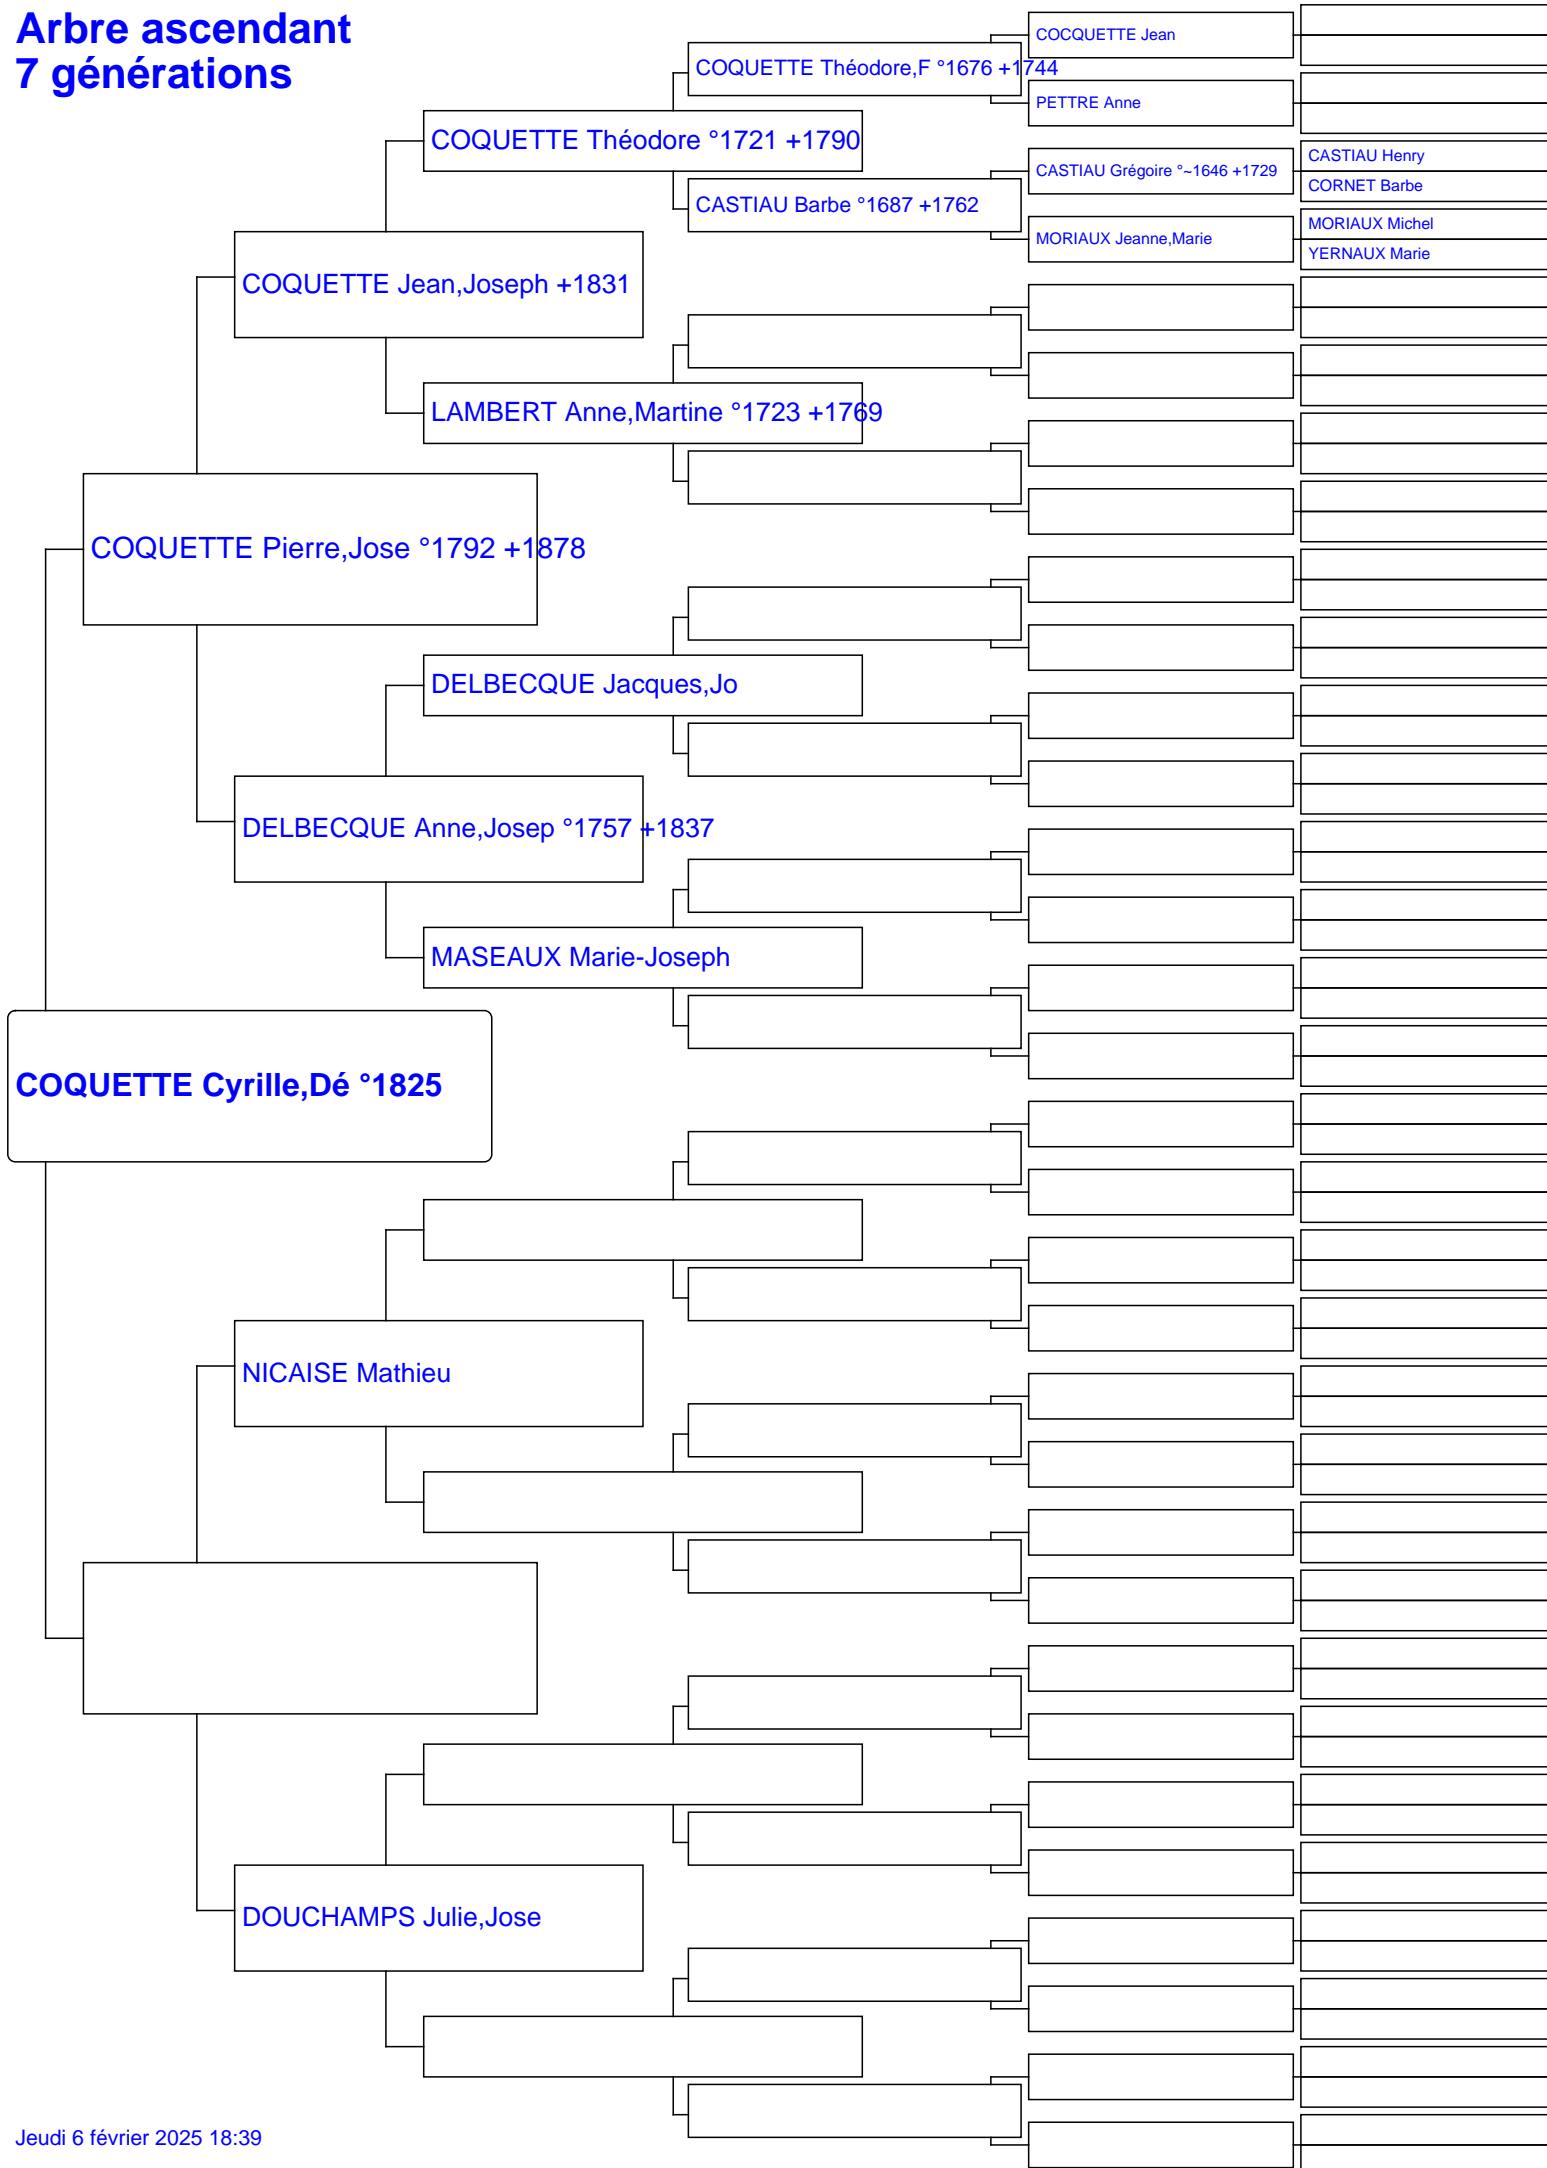 Arbre ascendant
7 générations
COCQUETTE Jean
COQUETTE Théodore,F °1676 +1744
PETTRE Anne
COQUETTE Théodore °1721 +1790
CASTIAU Henry
CASTIAU Grégoire °~1646 +1729
CORNET Barbe
CASTIAU Barbe °1687 +1762
MORIAUX Michel
MORIAUX Jeanne,Marie
YERNAUX Marie
COQUETTE Jean,Joseph +1831
LAMBERT Anne,Martine °1723 +1769
COQUETTE Pierre,Jose °1792 +1878
DELBECQUE Jacques,Jo
DELBECQUE Anne,Josep °1757 +1837
MASEAUX Marie-Joseph
COQUETTE Cyrille,Dé °1825
NICAISE Mathieu
DOUCHAMPS Julie,Jose
Jeudi 6 février 2025 18:39